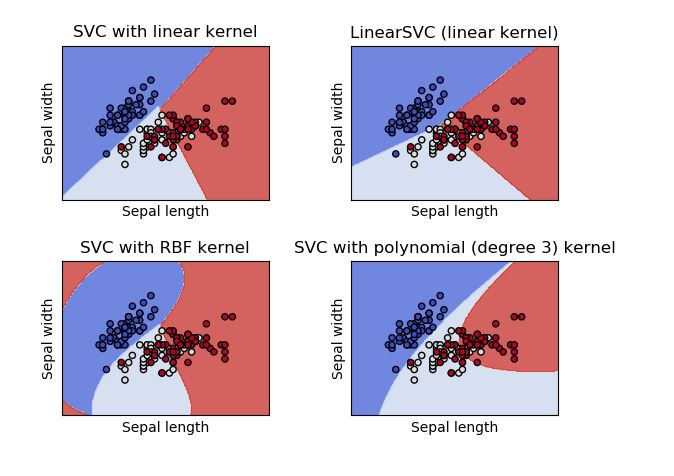 SVC with linear kernel
LinearSVC (linear kernel)
Sepal width
Sepal width
Sepal length
Sepal length
SVC with RBF kernel
SVC with polynomial (degree 3) kernel
Sepal width
Sepal width
Sepal length
Sepal length